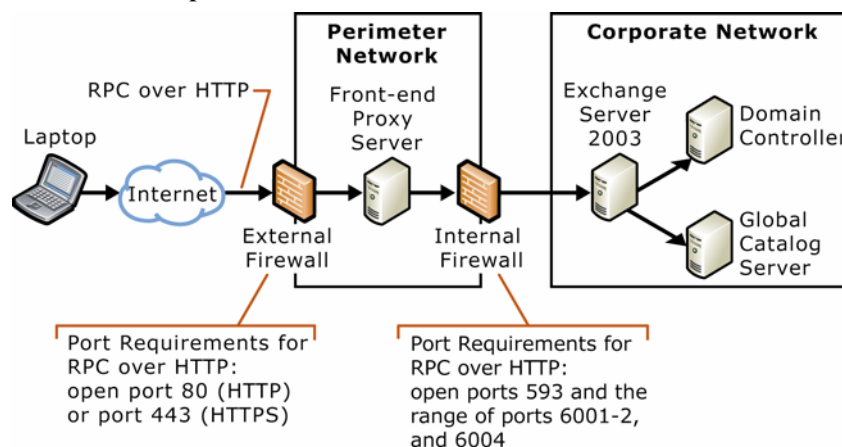 Perimeter
Network
Corporate Network
RPC over HTTP
Front-end
Proxy
Server
Exchange
Server
2003
Domain
Controller
Laptop
Internet
External
Firewall
Internal
Firewall
Global
Catalog
Server
Port Requirements for
RPC over HTTP:
open port 80 (HTTP)
or port 443 (HTTPS)
Port Requirements for
RPC over HTTP:
open ports 593 and the
range of ports 6001-2,
and 6004